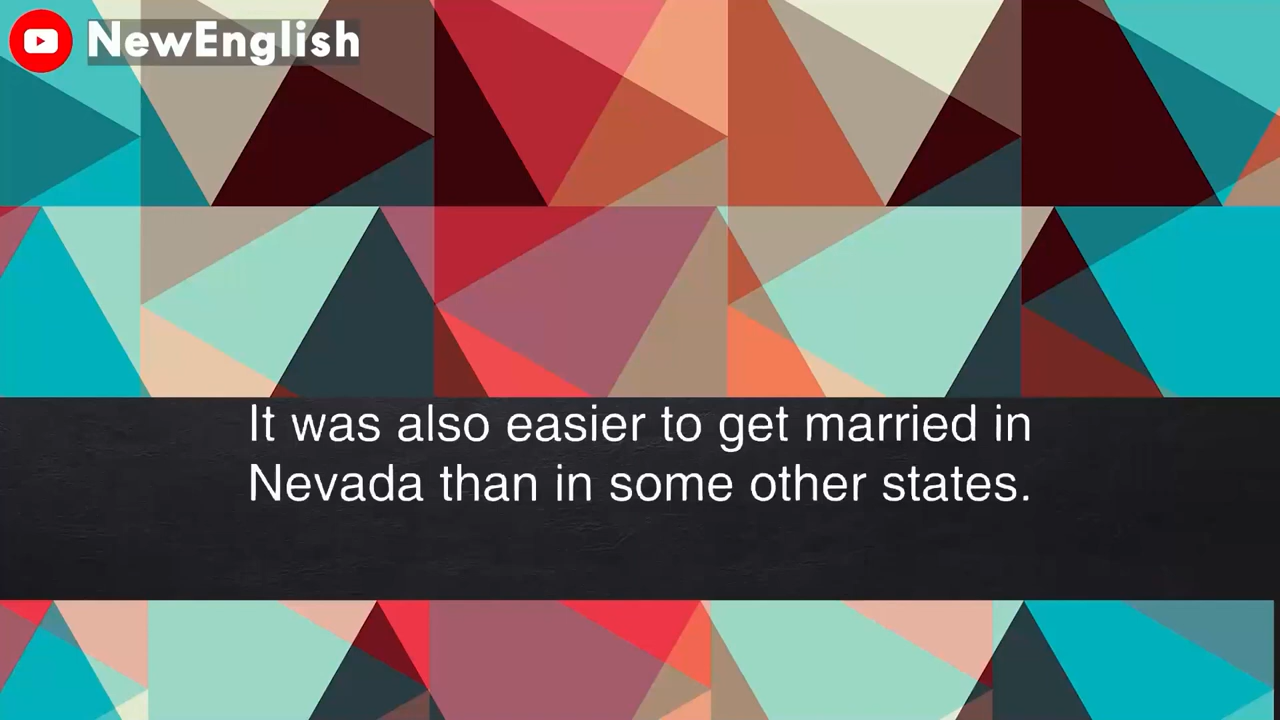 NewEnglish
It was also easier to get married in
Nevada than in some other states.